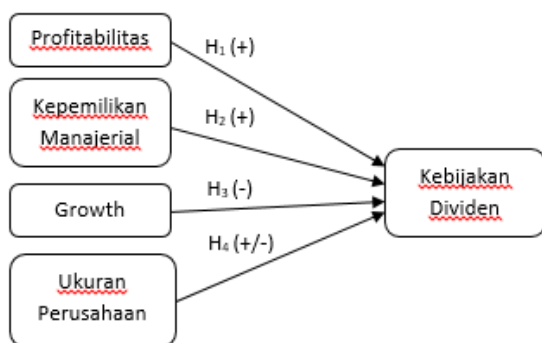 Profitabilitas
H₁ (+)
Kepemilikan
Manajerial
H₂ (+)
Kebijakan
Dividen
Growth
H₃ (-)
H₄ (+/-)
Ukuran
Perusahaan